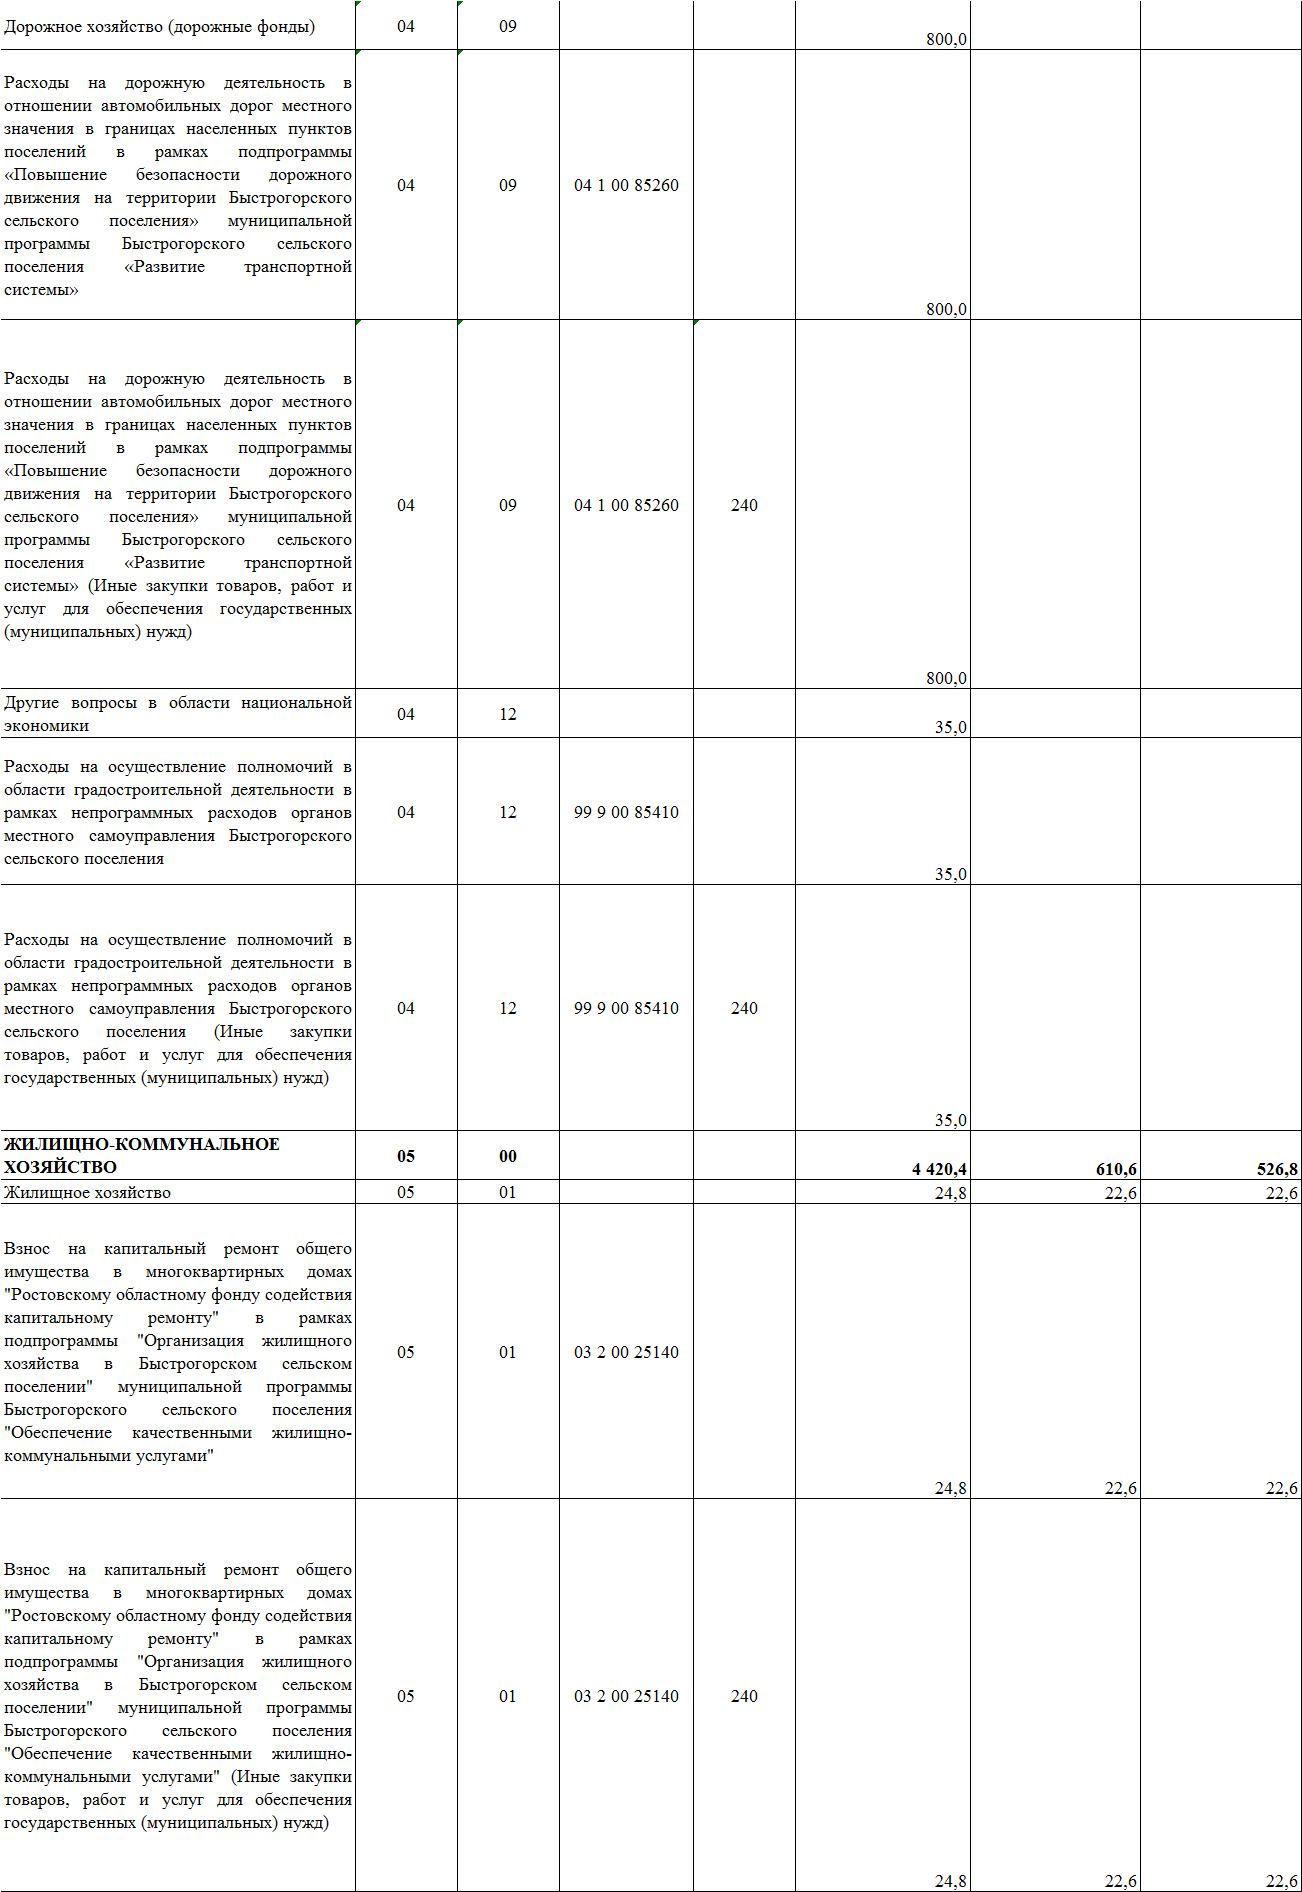 Дорожное хозяйство (дорожные фонды) 04 09 800,0
Расходы на дорожную деятельность в
отношении автомобильных дорог местного
значения в границах населенных пунктов
поселений в рамках подпрограммы
«Повышение безопасности дорожного
движения на территории Быстрогорского
сельского поселения» муниципальной
программы Быстрогорского сельского
поселения «Развитие транспортной
системы»
04 09 04 1 00 85260
800,0
Расходы на дорожную деятельность в
отношении автомобильных дорог местного
значения в границах населенных пунктов
поселений в рамках подпрограммы
«Повышение безопасности дорожного
движения на территории Быстрогорского
сельского поселения» муниципальной
программы Быстрогорского сельского
поселения «Развитие транспортной
системы» (Иные закупки товаров, работ и
услуг для обеспечения государственных
(муниципальных) нужд)
04 09 04 1 00 85260 240
800,0
Другие вопросы в области национальной
экономики
04 12
35,0
Расходы на осуществление полномочий в
области градостроительной деятельности в
рамках непрограммных расходов органов
местного самоуправления Быстрогорского
сельского поселения
04 12 99 9 00 85410
35,0
Расходы на осуществление полномочий в
области градостроительной деятельности в
рамках непрограммных расходов органов
местного самоуправления Быстрогорского
сельского поселения (Иные закупки
товаров, работ и услуг для обеспечения
государственных (муниципальных) нужд)
04 12 99 9 00 85410 240
35,0
ЖИЛИЩНО-КОММУНАЛЬНОЕ
ХОЗЯЙСТВО
05 00
4 420,4 610,6 526,8
Жилищное хозяйство 05 01 24,8 22,6 22,6
Взнос на капитальный ремонт общего
имущества в многоквартирных домах
"Ростовскому областному фонду содействия
капитальному ремонту" в рамках
подпрограммы "Организация жилищного
хозяйства в Быстрогорском сельском
поселении" муниципальной программы
Быстрогорского сельского поселения
"Обеспечение качественными жилищно-
коммунальными услугами"
05 01 03 2 00 25140
24,8 22,6 22,6
Взнос на капитальный ремонт общего
имущества в многоквартирных домах
"Ростовскому областному фонду содействия
капитальному ремонту" в рамках
подпрограммы "Организация жилищного
хозяйства в Быстрогорском сельском
поселении" муниципальной программы
Быстрогорского сельского поселения
"Обеспечение качественными жилищно-
коммунальными услугами" (Иные закупки
товаров, работ и услуг для обеспечения
государственных (муниципальных) нужд)
05 01 03 2 00 25140 240
24,8 22,6 22,6